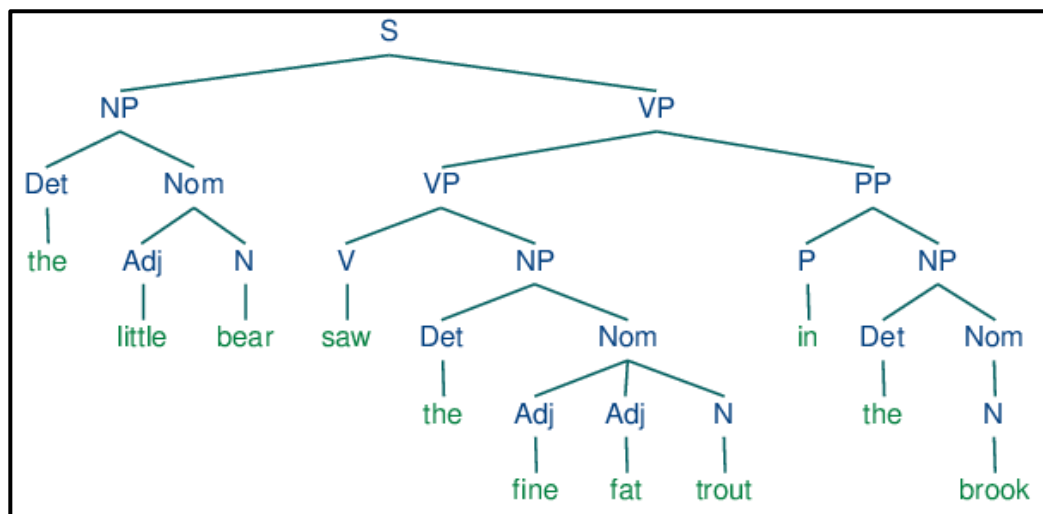 S
NP VP
Det Nom VP PP
the Adj N V NP P NP
little bear saw Det Nom in Det Nom
the Adj Adj N the N
fine fat trout brook